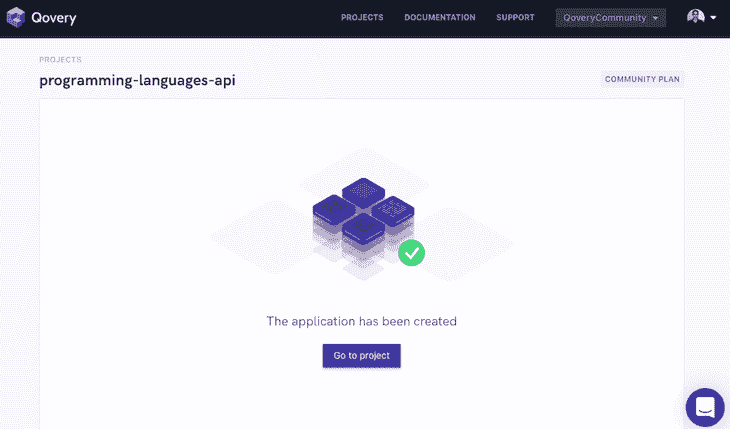 Qovery
PROJECTS DOCUMENTATION SUPPORT QoveryCommunity
PROJECTS
programming-languages-api
COMMUNITY PLAN
The application has been created
Go to project